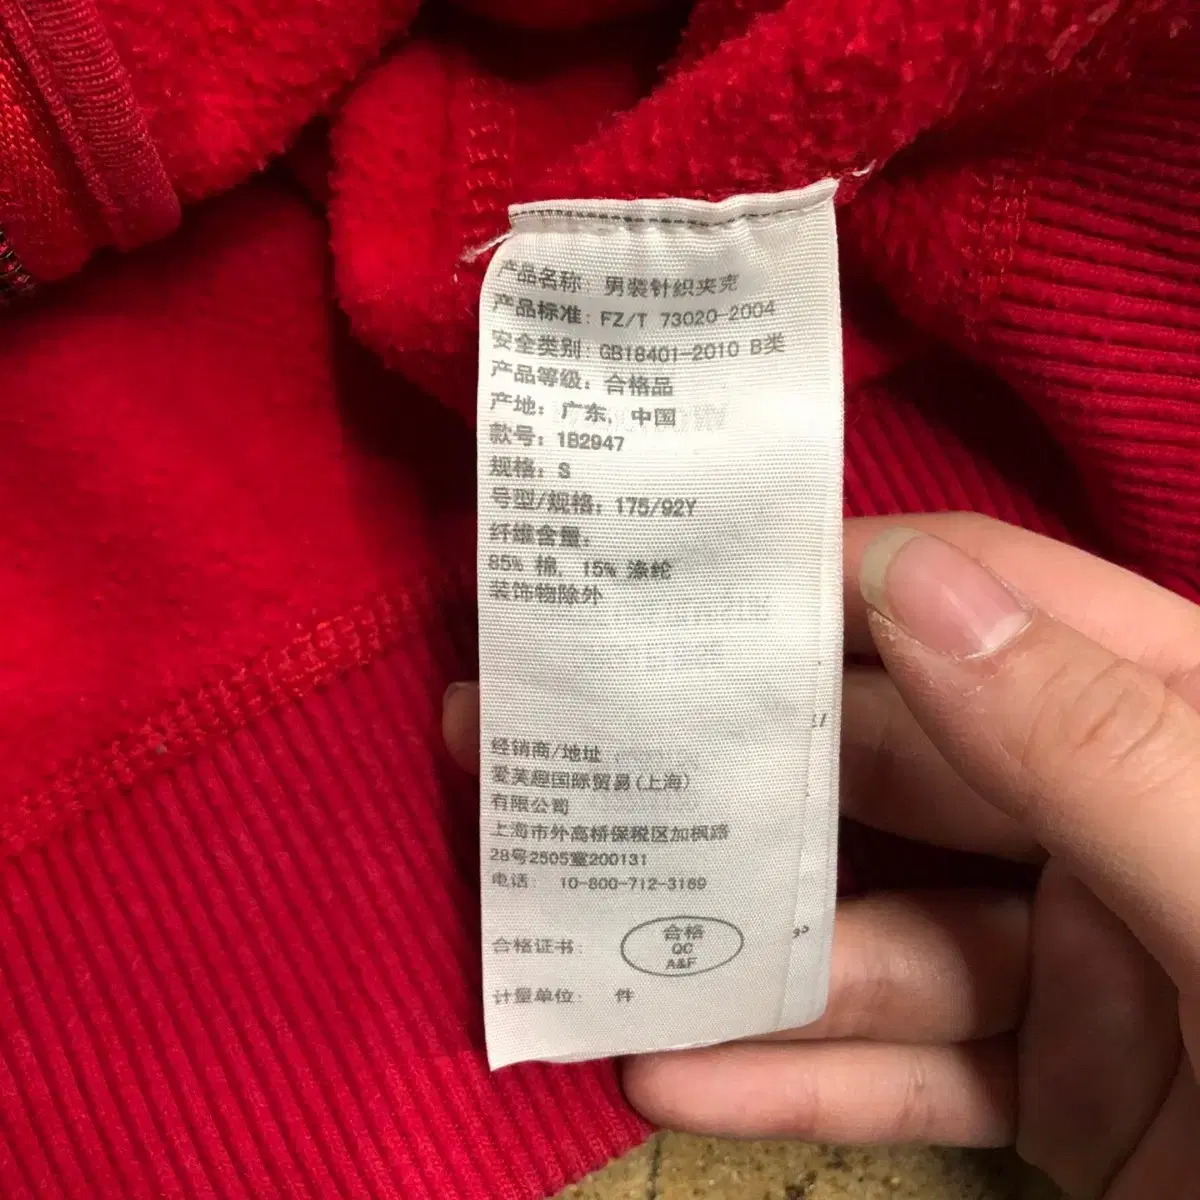 产品名称: 男装针织夹克
产品标准: FZ/T 73020-2004
安全类别: GB18401-2010 B类
产品等级: 合格品
产地: 广东, 中国
款号: 1B2947
规格: S
号型/规格: 175/92Y
纤维含量:
85% 棉, 15% 涤纶
装饰物除外
经销商/地址
爱芙趣国际贸易(上海)
有限公司
上海市外高桥保税区加枫路
28号2505室200131
电话: 10-800-712-3169
合格证书:
合格
QC
A&F
计量单位: 件